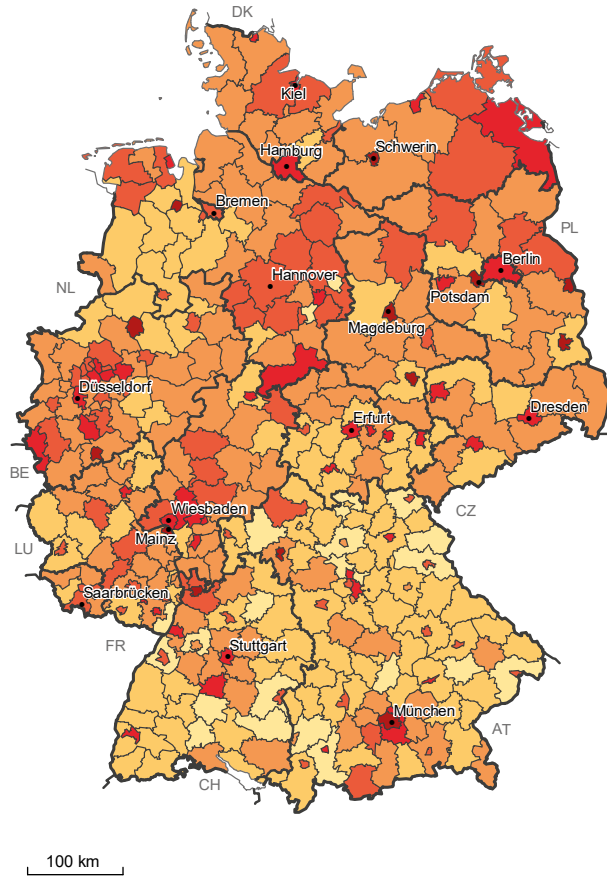 DK
Kiel
Hamburg
Schwerin
Bremen
PL
Berlin
Hannover
NL
Potsdam
Magdeburg
Düsseldorf
Erfurt
Dresden
BE
Wiesbaden
CZ
Mainz
LU
Saarbrücken
FR
Stuttgart
München
AT
CH
100 km